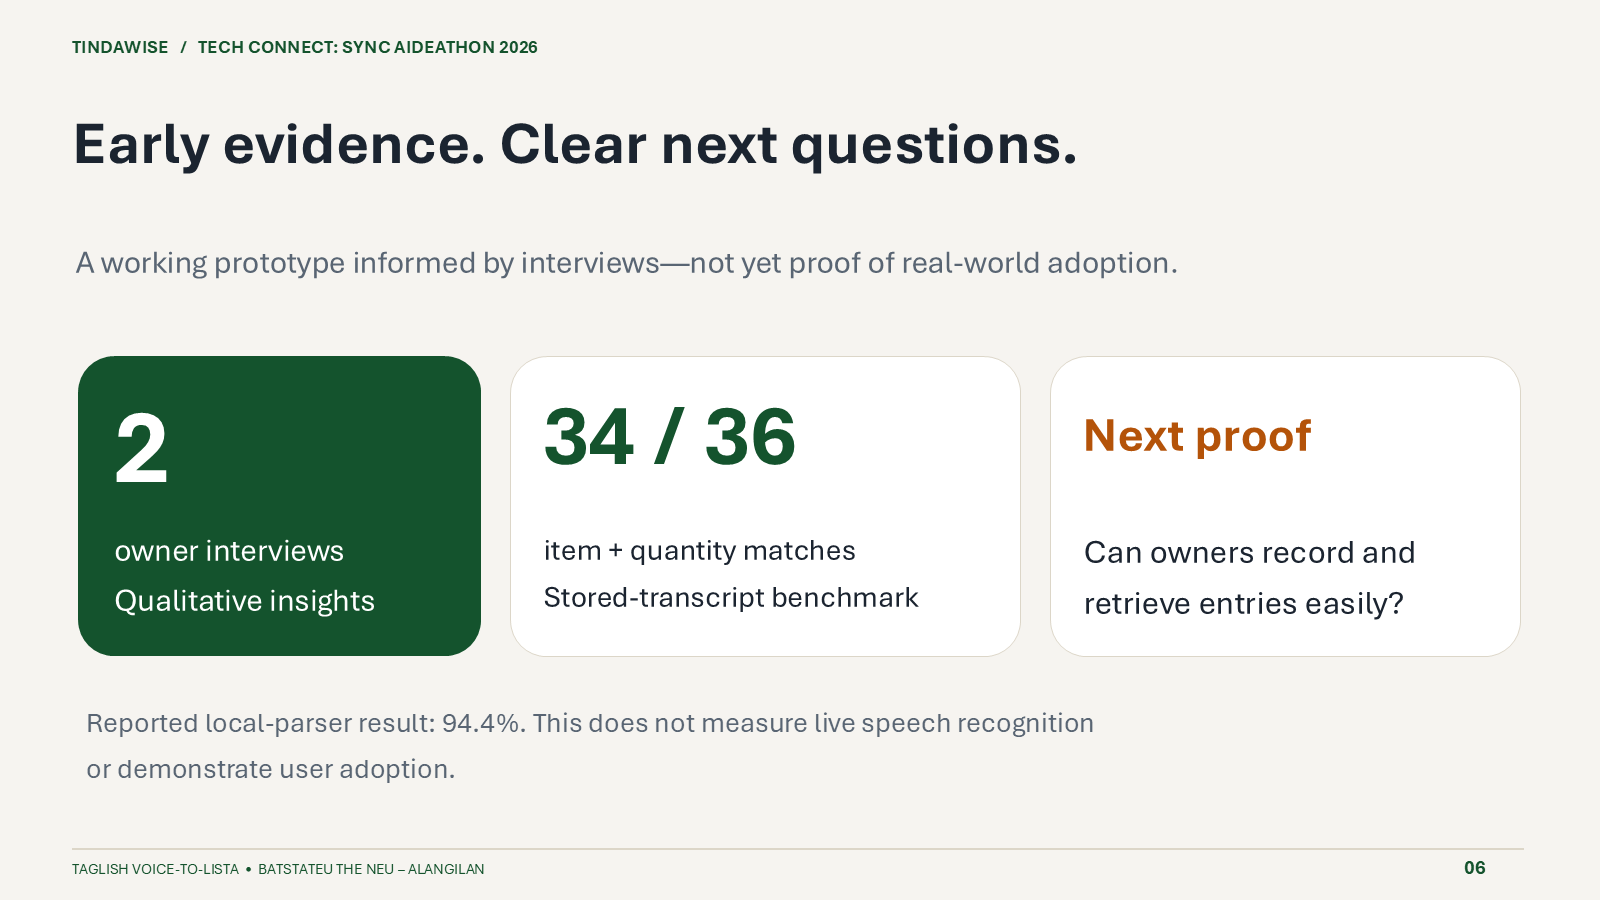 TINDAWISE / TECH CONNECT: SYNC AIDEATHON 2026
Early evidence. Clear next questions.
A working prototype informed by interviews—not yet proof of real-world adoption.
2
owner interviews
Qualitative insights
34 / 36
item + quantity matches
Stored-transcript benchmark
Next proof
Can owners record and
retrieve entries easily?
Reported local-parser result: 94.4%. This does not measure live speech recognition
or demonstrate user adoption.
TAGLISH VOICE-TO-LISTA • BATSTATEU THE NEU – ALANGILAN
06